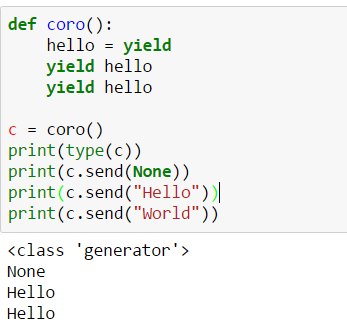 def coro():
    hello = yield
    yield hello
    yield hello

c = coro()
print(type(c))
print(c.send(None))
print(c.send("Hello"))
print(c.send("World"))
<class 'generator'>
None
Hello
Hello